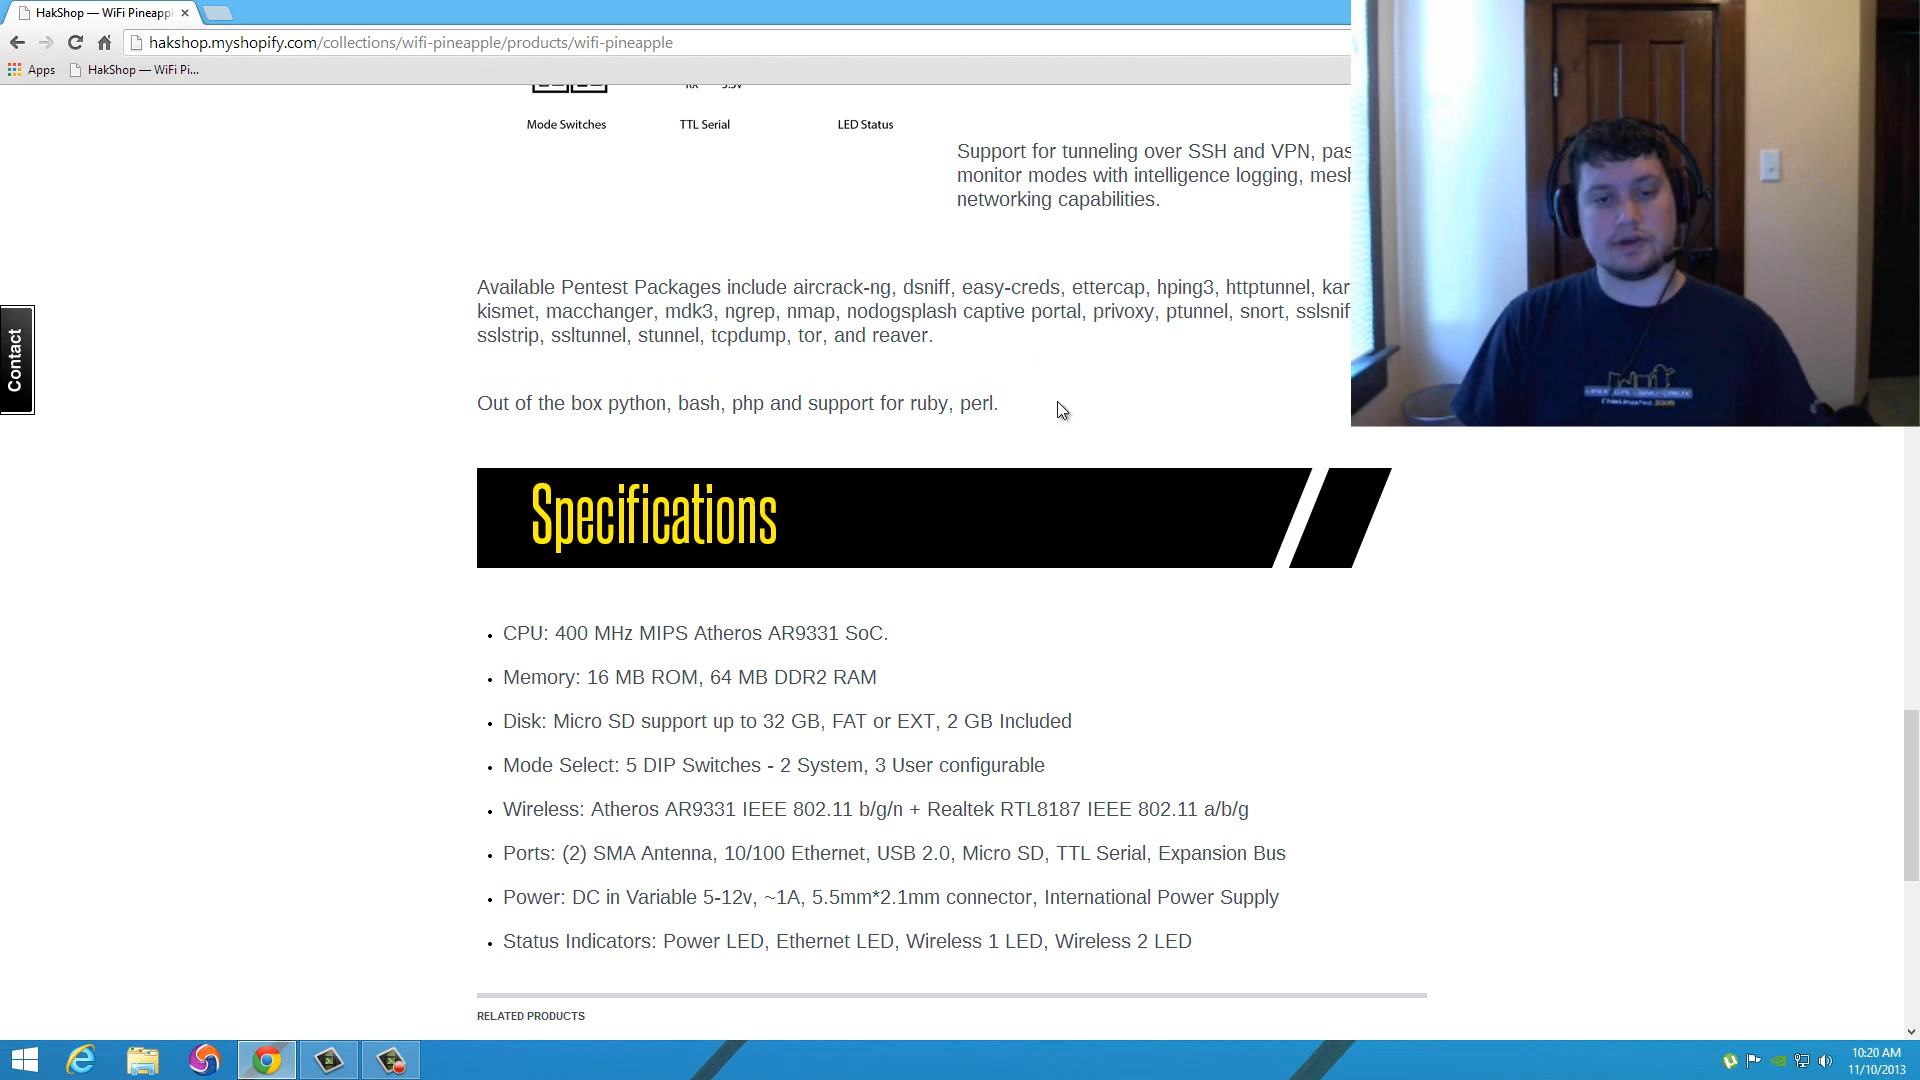 HakShop — WiFi Pineapp
hakshop.myshopify.com/collections/wifi-pineapple/products/wifi-pineapple
Apps
HakShop — WiFi Pi...
RX 3.3V
Mode Switches
TTL Serial
LED Status
Support for tunneling over SSH and VPN, pas
monitor modes with intelligence logging, mesh
networking capabilities.
Available Pentest Packages include aircrack-ng, dsniff, easy-creds, ettercap, hping3, httptunnel, kar
kismet, macchanger, mdk3, ngrep, nmap, nodogsplash captive portal, privoxy, ptunnel, snort, sslsnif
sslstrip, ssltunnel, stunnel, tcpdump, tor, and reaver.
Contact
Out of the box python, bash, php and support for ruby, perl.
Specifications
• CPU: 400 MHz MIPS Atheros AR9331 SoC.
• Memory: 16 MB ROM, 64 MB DDR2 RAM
• Disk: Micro SD support up to 32 GB, FAT or EXT, 2 GB Included
• Mode Select: 5 DIP Switches - 2 System, 3 User configurable
• Wireless: Atheros AR9331 IEEE 802.11 b/g/n + Realtek RTL8187 IEEE 802.11 a/b/g
• Ports: (2) SMA Antenna, 10/100 Ethernet, USB 2.0, Micro SD, TTL Serial, Expansion Bus
• Power: DC in Variable 5-12v, ~1A, 5.5mm*2.1mm connector, International Power Supply
• Status Indicators: Power LED, Ethernet LED, Wireless 1 LED, Wireless 2 LED
RELATED PRODUCTS
10:20 AM
11/10/2013